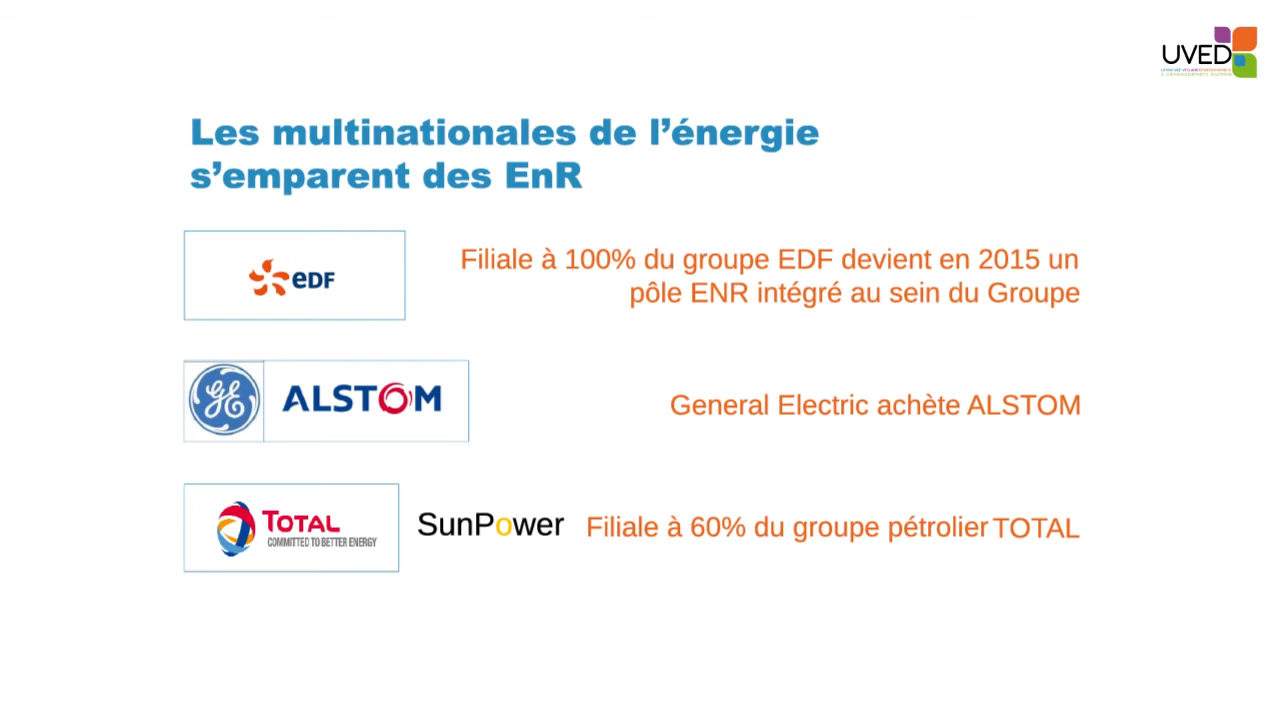 UVED
Les multinationales de l’énergie
s’emparent des EnR
eDF
Filiale à 100% du groupe EDF devient en 2015 un
pôle ENR intégré au sein du Groupe
GE
ALSTOM
General Electric achète ALSTOM
TOTAL
COMMITTED TO BETTER ENERGY
SunPower
Filiale à 60% du groupe pétrolier TOTAL